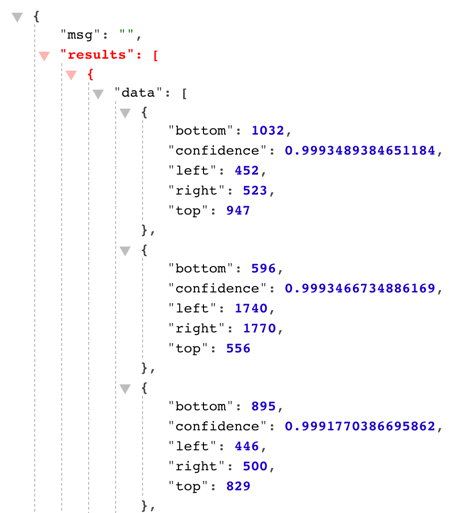 {
"msg": "",
"results": [
{
"data": [
{
"bottom": 1032,
"confidence": 0.9993489384651184,
"left": 452,
"right": 523,
"top": 947
},
{
"bottom": 596,
"confidence": 0.9993466734886169,
"left": 1740,
"right": 1770,
"top": 556
},
{
"bottom": 895,
"confidence": 0.9991770386695862,
"left": 446,
"right": 500,
"top": 829
},